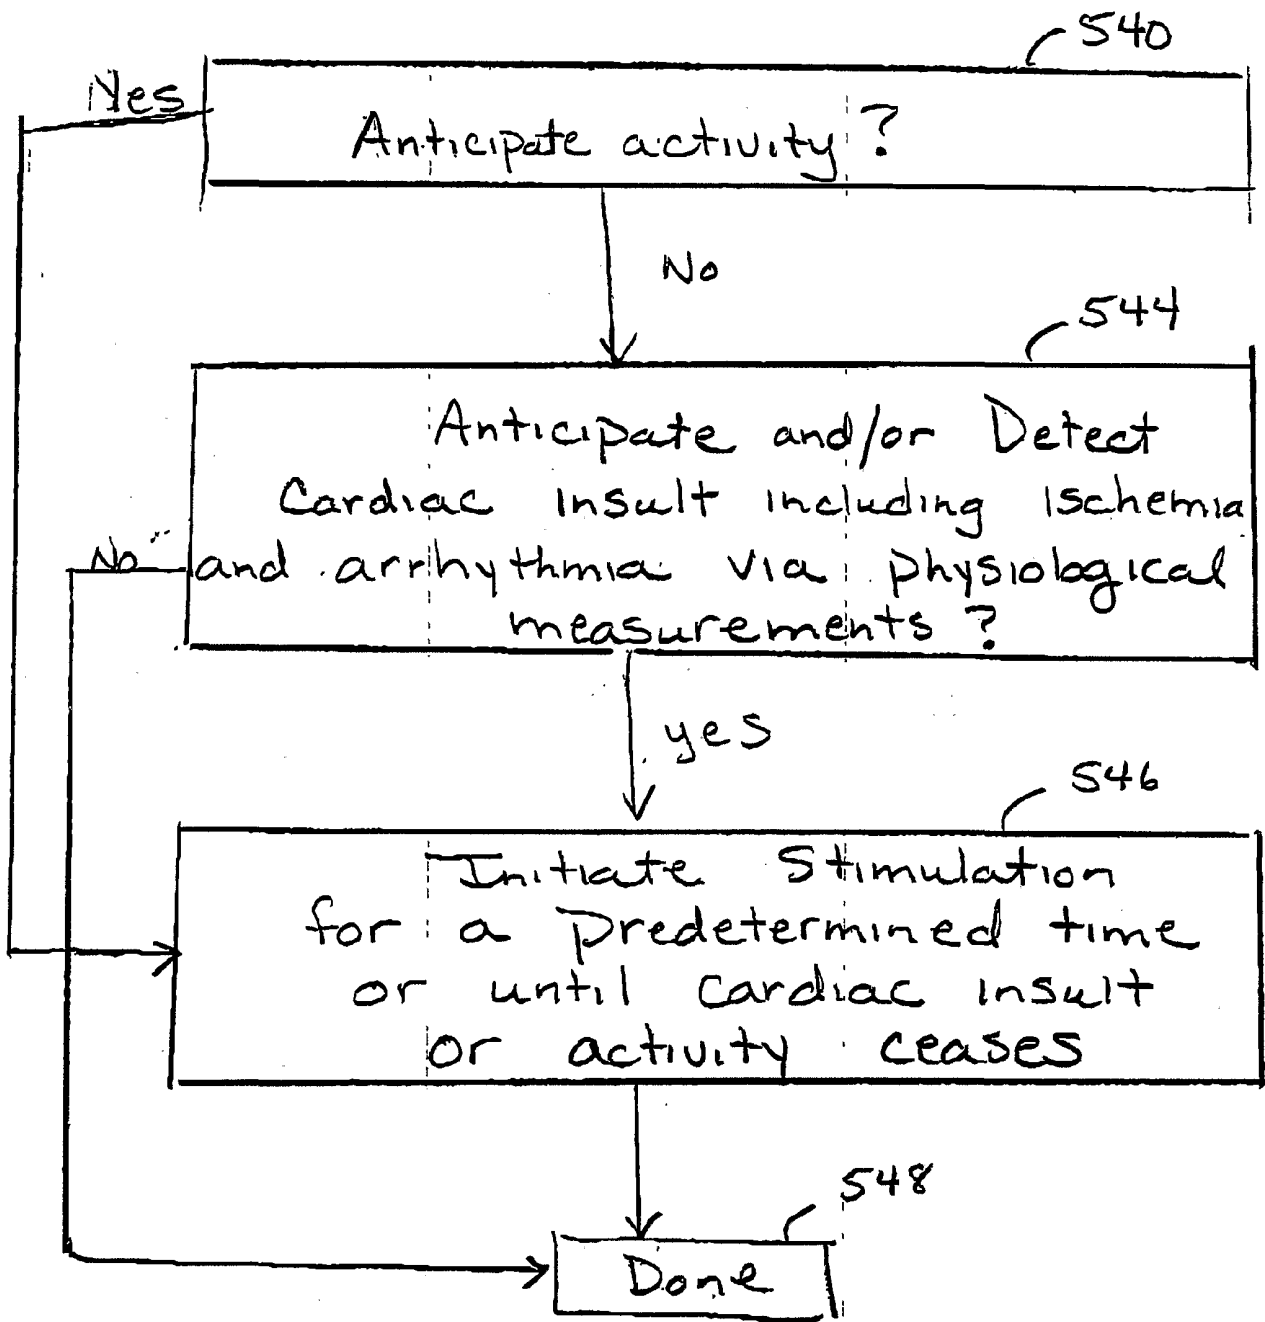 540
Yes
Anticipate activity?
No
544
Anticipate and/or Detect
Cardiac insult including ischemia
No
and arrhythmia via physiological
measurements?
yes
546
Initiate Stimulation
for a predetermined time
or until cardiac insult
or activity ceases
548
Done